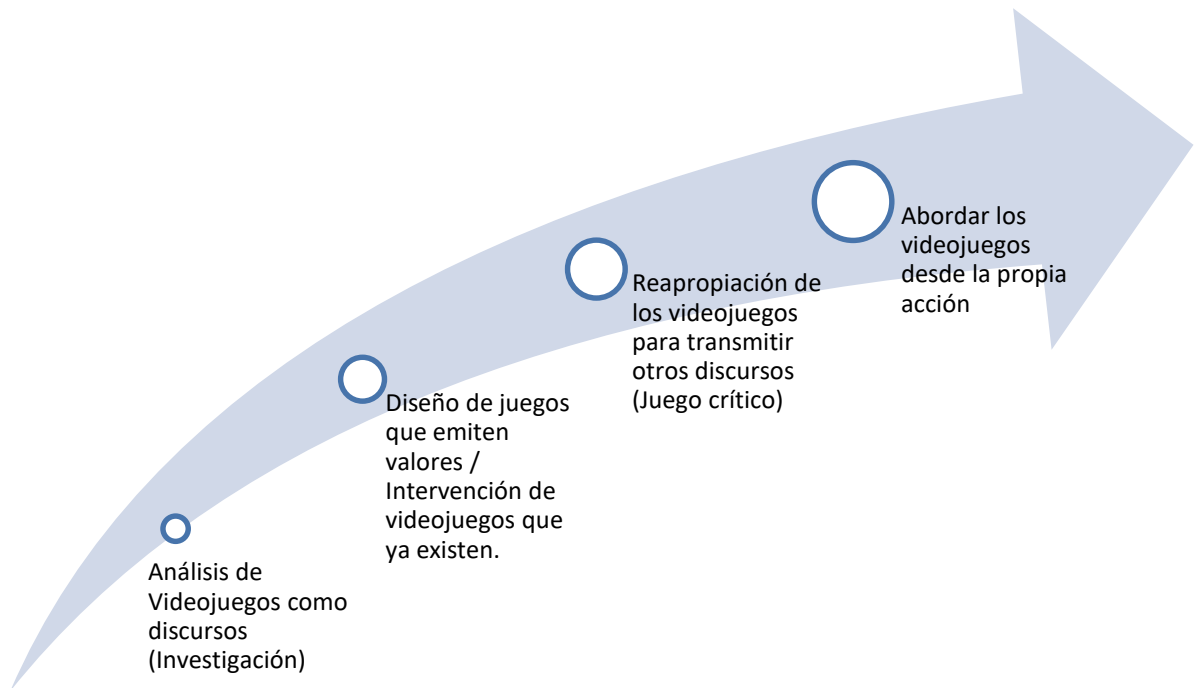 Análisis de
Videojuegos como
discursos
(Investigación)
Diseño de juegos
que emiten
valores /
Intervención de
videojuegos que
ya existen.
Reapropiación de
los videojuegos
para transmitir
otros discursos
(Juego crítico)
Abordar los
videojuegos
desde la propia
acción